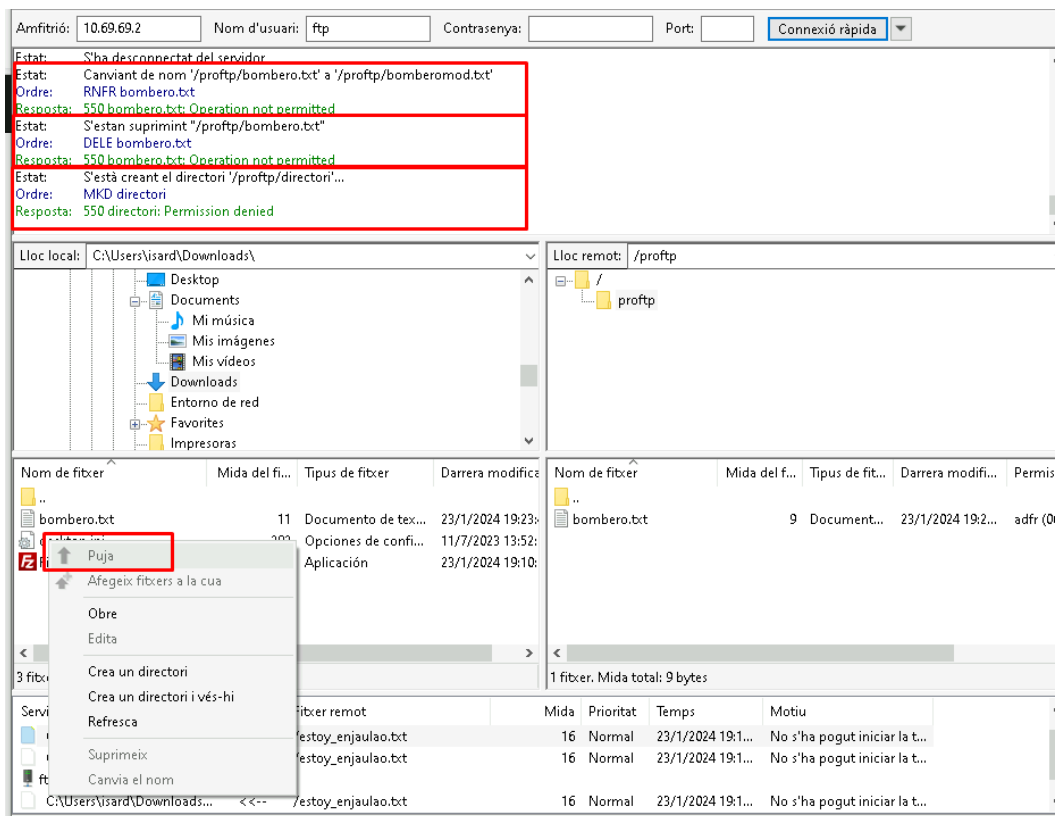 Amfitrió: 10.69.69.2 Nom d'usuari: ftp Contrasenya: Port: Connexió ràpida
Estat: S'ha desconnectat del servidor
Estat: Canviant de nom '/proftp/bombero.txt' a '/proftp/bomberomod.txt'
Ordre: RNFR bombero.txt
Resposta: 550 bombero.txt: Operation not permitted
Estat: S'estan suprimint "/proftp/bombero.txt"
Ordre: DELE bombero.txt
Resposta: 550 bombero.txt: Operation not permitted
Estat: S'està creant el directori '/proftp/directori'...
Ordre: MKD directori
Resposta: 550 directori: Permission denied
Lloc local: C:\Users\isard\Downloads\
Desktop
Documents
Mi música
Mis imágenes
Mis vídeos
Downloads
Entorno de red
Favorites
Impresoras
Lloc remot: /proftp
/
proftp
Nom de fitxer Mida del fi... Tipus de fitxer Darrera modifica
..
bombero.txt 11 Documento de tex... 23/1/2024 19:23:
Opciones de confi... 11/7/2023 13:52:
Aplicación 23/1/2024 19:10:
Nom de fitxer Mida del f... Tipus de fit... Darrera modifi... Permis
..
bombero.txt 9 Document... 23/1/2024 19:2... adfr (0
Puja
Afegeix fitxers a la cua
Obre
Edita
Crea un directori
Crea un directori i vés-hi
Refresca
Suprimeix
Canvia el nom
1 fitxer. Mida total: 9 bytes
Fitxer remot Mida Prioritat Temps Motiu
/estoy_enjaulao.txt 16 Normal 23/1/2024 19:1... No s'ha pogut iniciar la t...
/estoy_enjaulao.txt 16 Normal 23/1/2024 19:1... No s'ha pogut iniciar la t...
C:\Users\isard\Downloads... <<-- /estoy_enjaulao.txt 16 Normal 23/1/2024 19:1... No s'ha pogut iniciar la t...